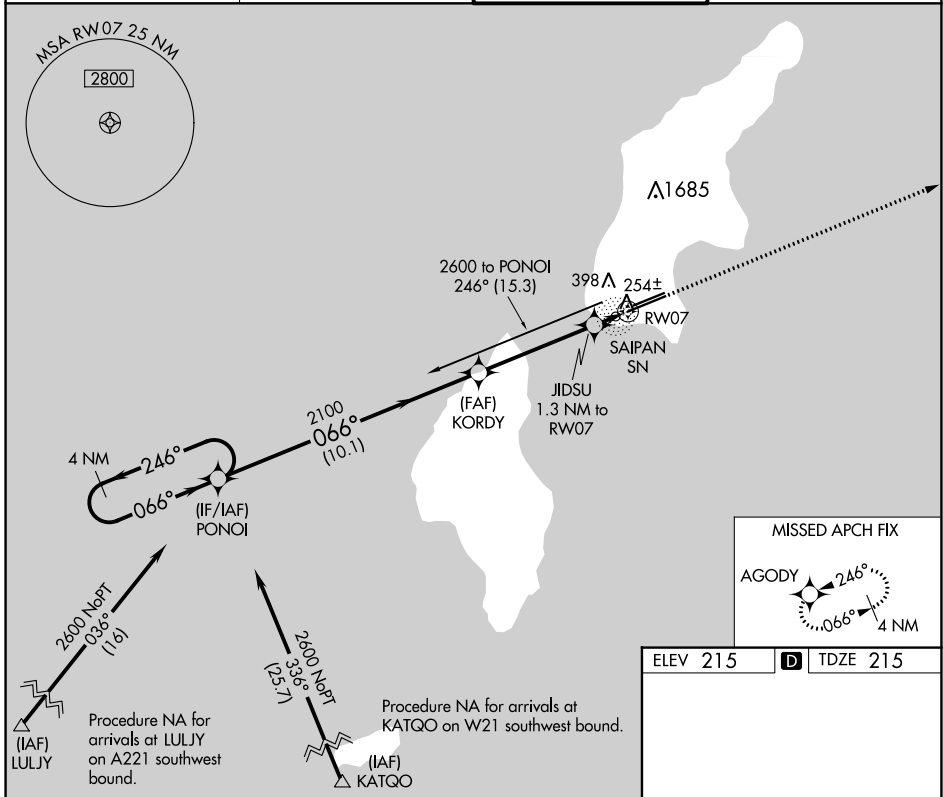 MSA RW07 25 NM
2800
1685
2600 to PONOI
246° (15.3)
398
254±
RW07
SAIPAN
SN
JIDSU
1.3 NM to
RW07
(FAF)
KORDY
2100
066°
(10.1)
4 NM
246°
066°
(IF/IAF)
PONOI
MISSED APCH FIX
AGODY
246°
066°
4 NM
2600 NoPT
036°
(16)
2600 NoPT
336°
(25.7)
ELEV 215
D
TDZE 215
(IAF)
LULJY
Procedure NA for
arrivals at LULJY
on A221 southwest
bound.
Procedure NA for arrivals at
KATQO on W21 southwest bound.
(IAF)
KATQO